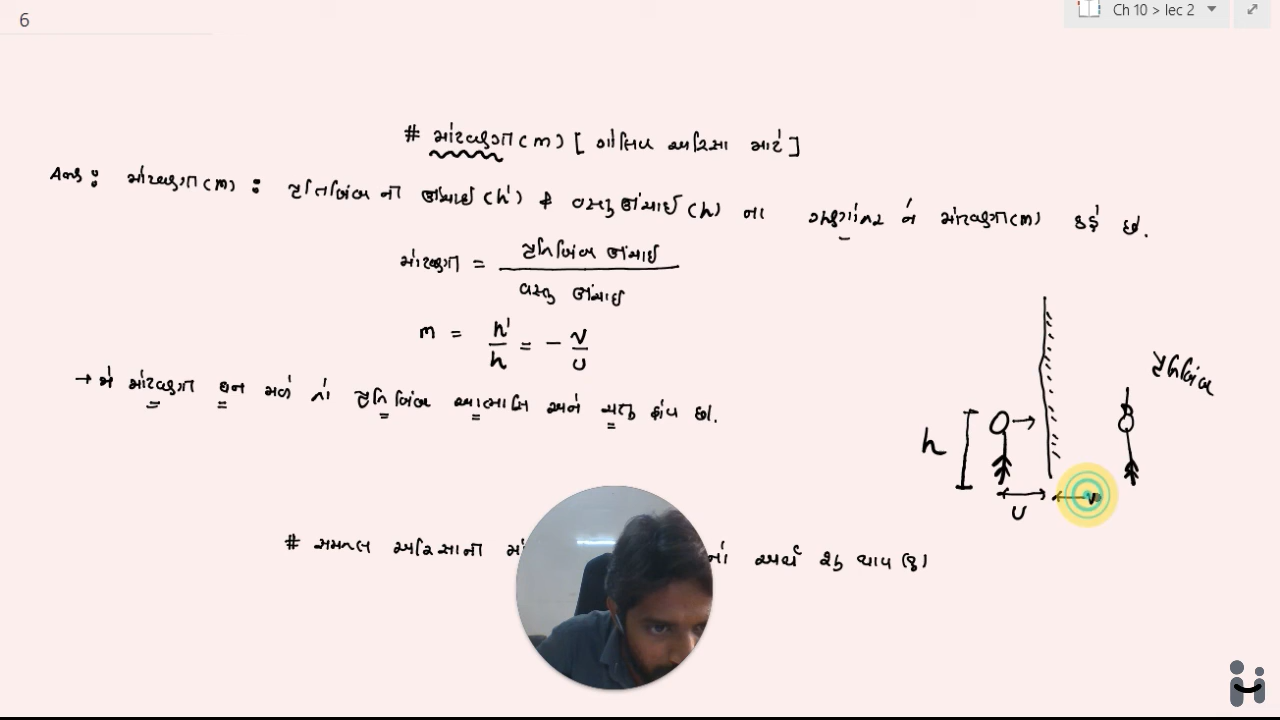 6
Ch 10 > lec 2
# મોટવણી (m) [ ગોલિય અરીસા માટે ]
Ans: મોટવણી (m) : પ્રતિબિંબ ની ઊંચાઈ (h') & વસ્તુ ઊંચાઈ (h) ના ગુણોત્તર ને મોટવણી (m) કહે છે.
મોટવણી = પ્રતિબિંબ ઊંચાઈ
વસ્તુ ઊંચાઈ
m = h'/h = - v/u
→ જો મોટવણી ધન મળે તો પ્રતિબિંબ આભાસી અને ચત્તુ હોય છે.
પ્રતિબિંબ
h
u
v
# સમતલ અરીસાની નો અર્થ શું થાય છે